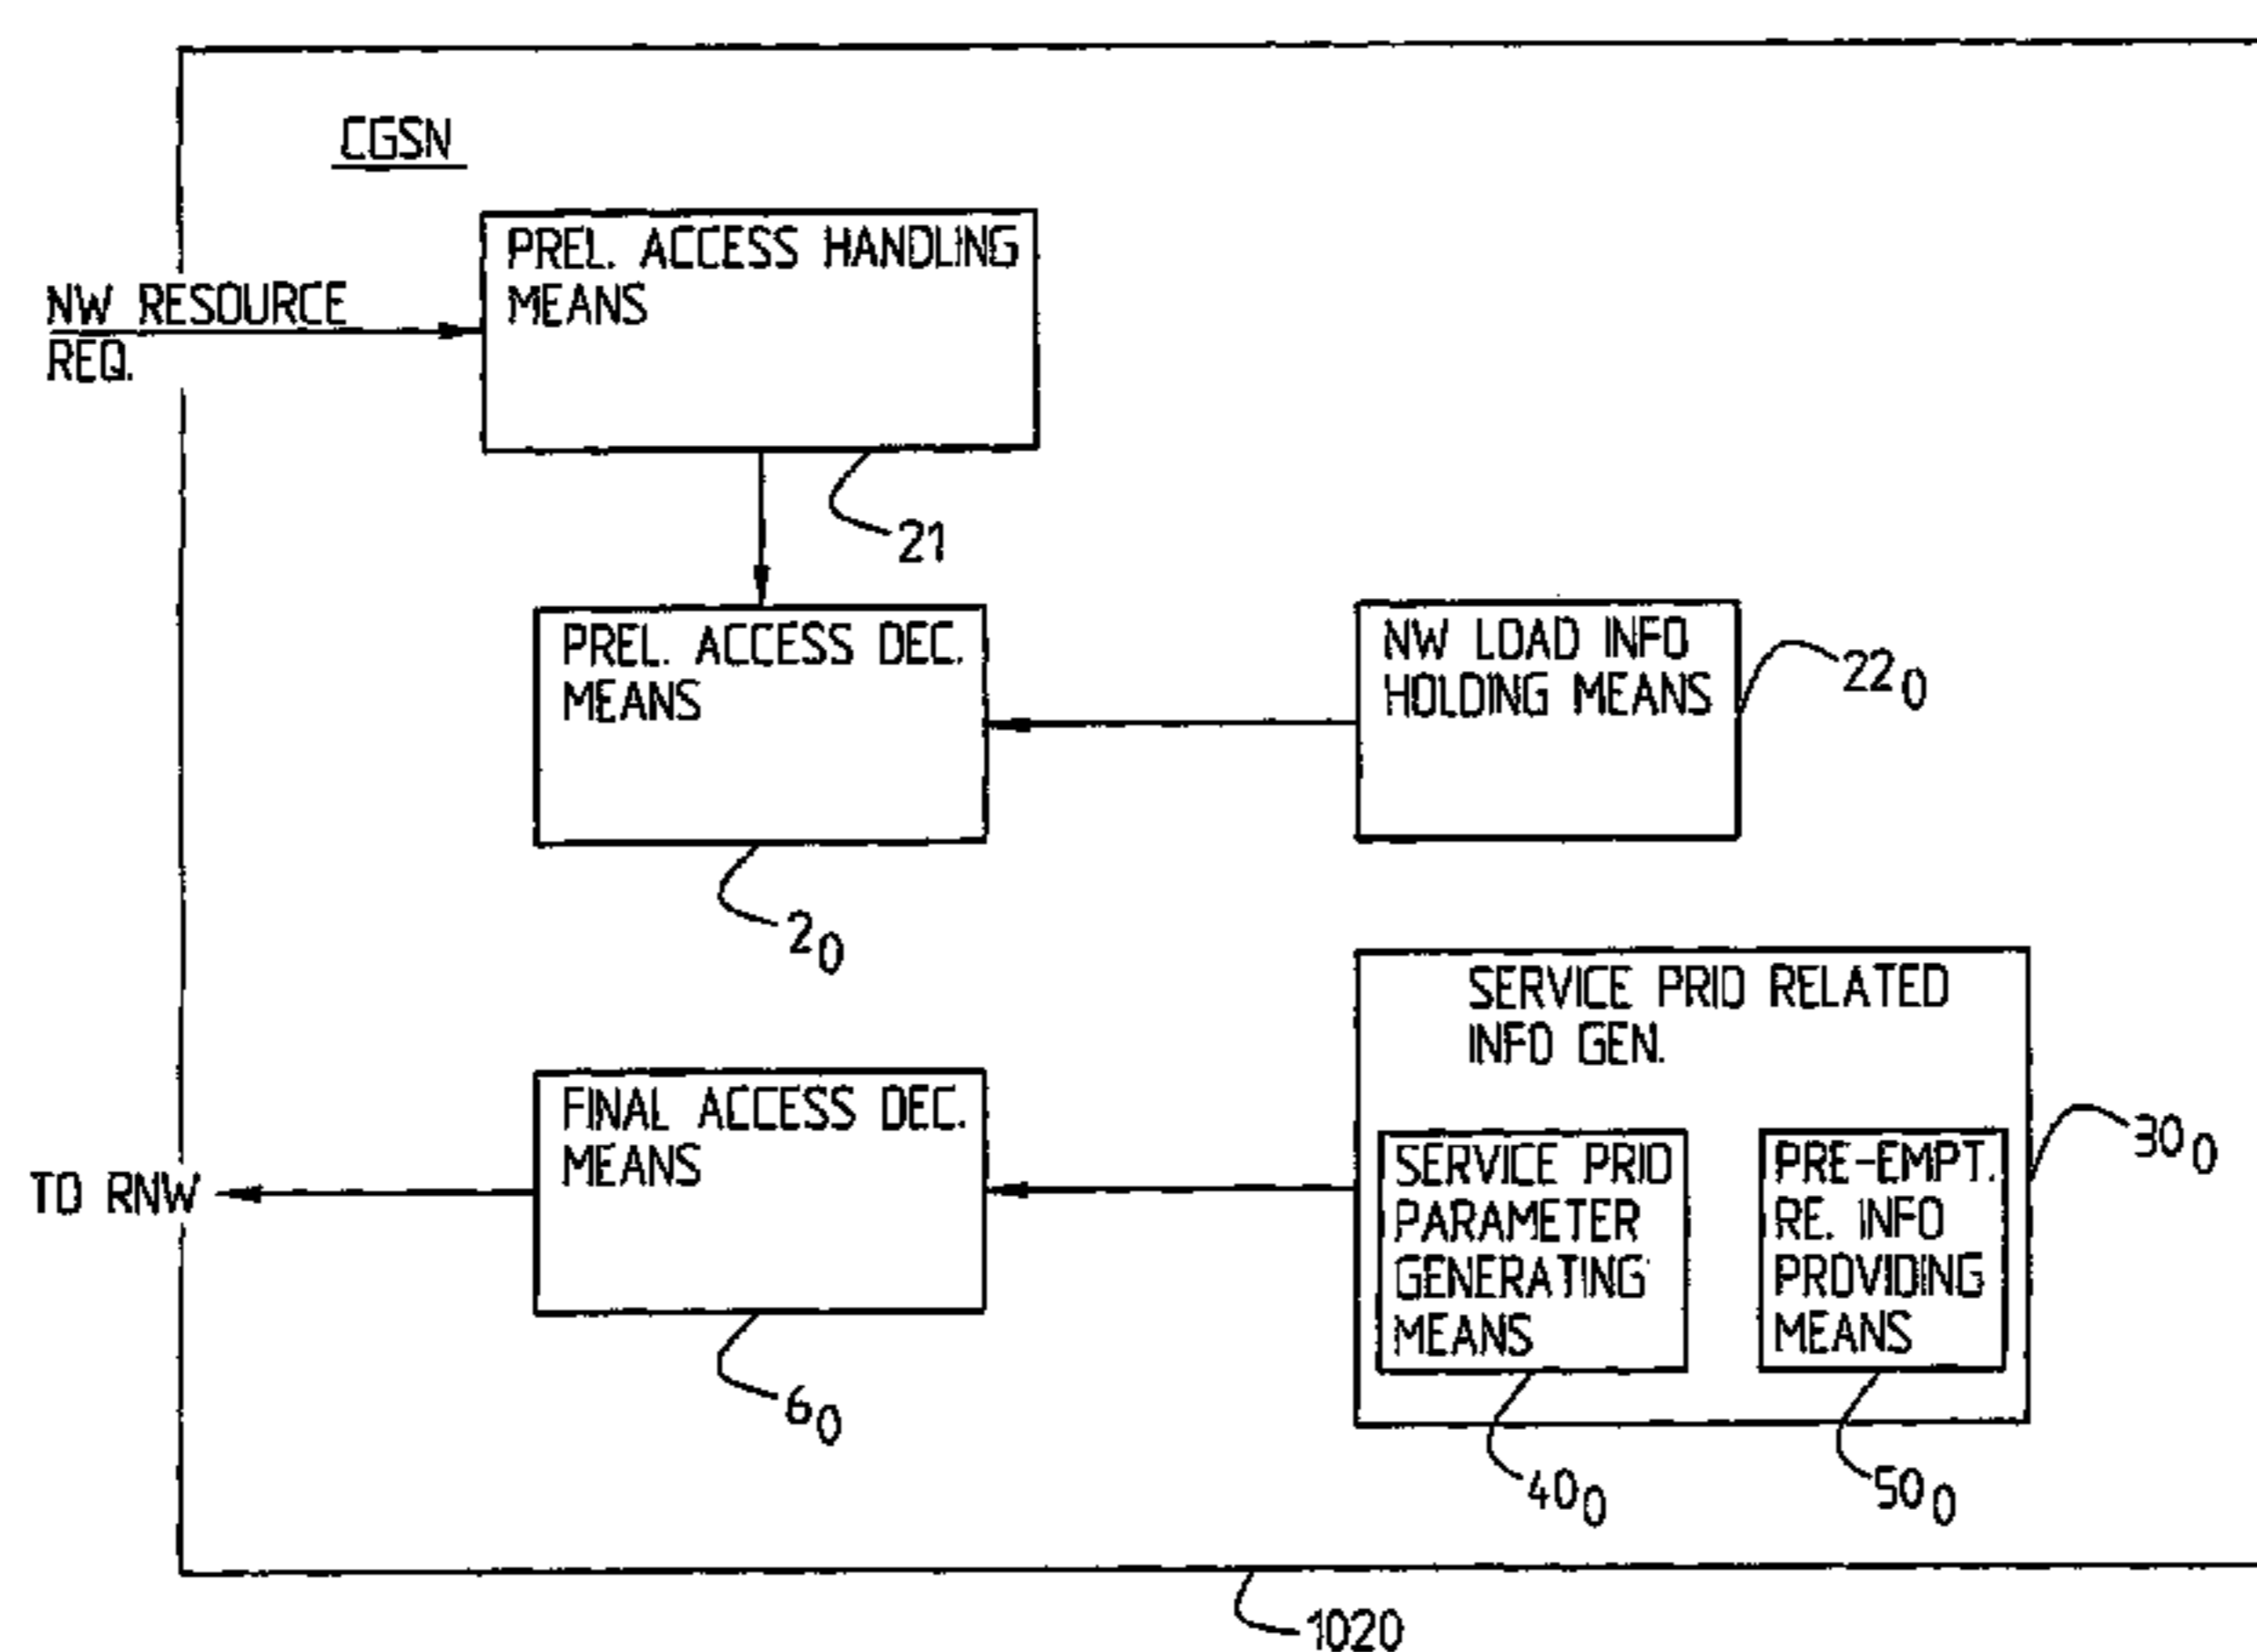 CGSN
PREL. ACCESS HANDLING
MEANS
NW RESOURCE
REQ.
21
PREL. ACCESS DEC.
MEANS
NW LOAD INFO
HOLDING MEANS
22₀
2₀
SERVICE PRIO RELATED
INFO GEN.
FINAL ACCESS DEC.
MEANS
SERVICE PRIO
PARAMETER
GENERATING
MEANS
PRE-EMPT.
RE. INFO
PROVIDING
MEANS
30₀
TO RNW
6₀
40₀
50₀
1020